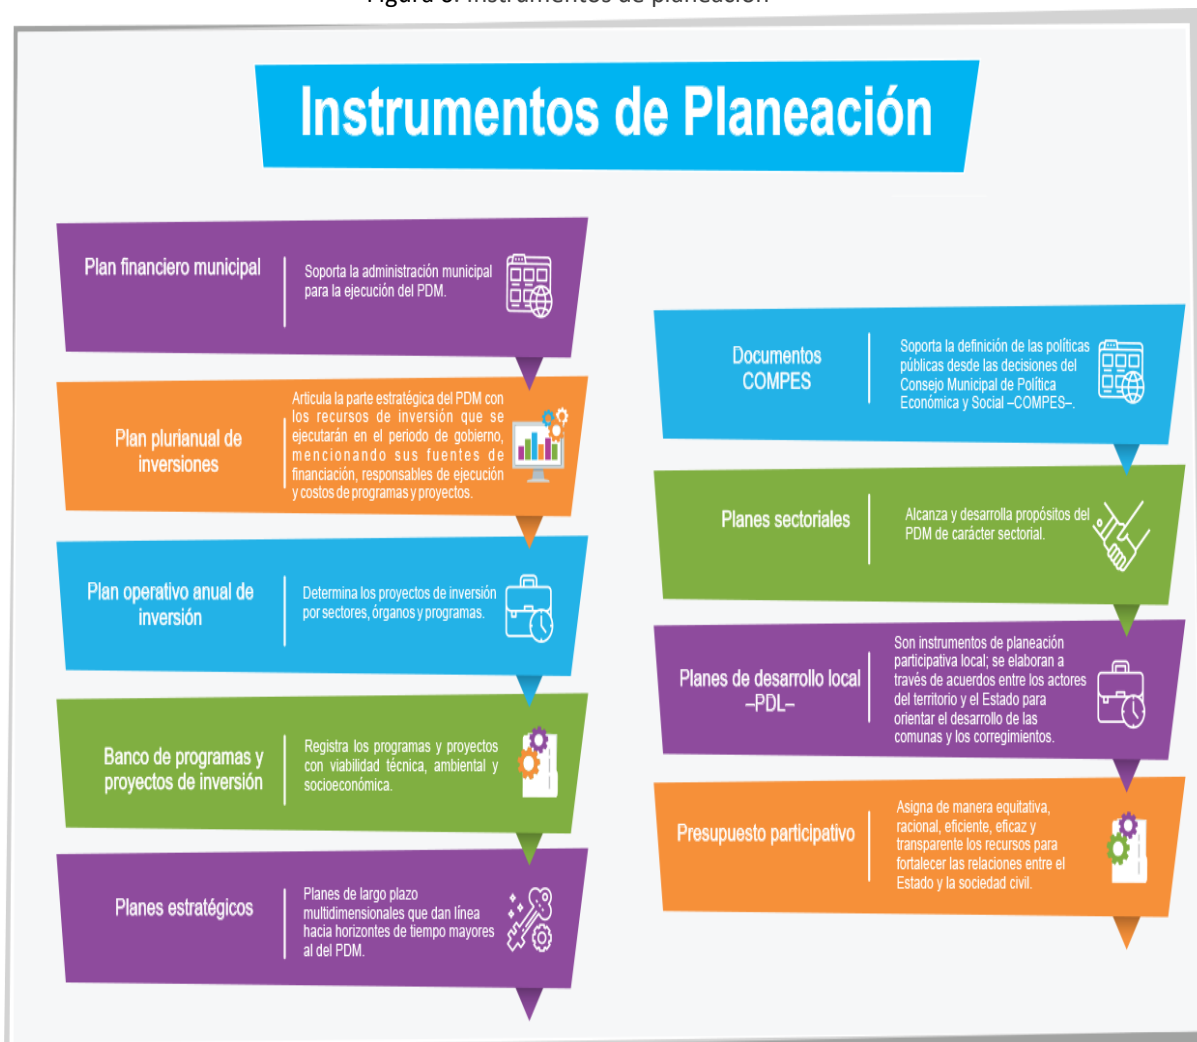 Figura 6. Instrumentos de planeación
Instrumentos de Planeación
Plan financiero municipal
Soporta la administración municipal
para la ejecución del PDM.
Plan plurianual de
inversiones
Articula la parte estratégica del PDM con
los recursos de inversión que se
ejecutarán en el periodo de gobierno,
mencionando sus fuentes de
financiación, responsables de ejecución
y costos de programas y proyectos.
Plan operativo anual de
inversión
Determina los proyectos de inversión
por sectores, órganos y programas.
Banco de programas y
proyectos de inversión
Registra los programas y proyectos
con viabilidad técnica, ambiental y
socioeconómica.
Planes estratégicos
Planes de largo plazo
multidimensionales que dan línea
hacia horizontes de tiempo mayores
al del PDM.
Documentos
COMPES
Soporta la definición de las políticas
públicas desde las decisiones del
Consejo Municipal de Política
Económica y Social –COMPES–.
Planes sectoriales
Alcanza y desarrolla propósitos del
PDM de carácter sectorial.
Planes de desarrollo local
–PDL–
Son instrumentos de planeación
participativa local; se elaboran a
través de acuerdos entre los actores
del territorio y el Estado para
orientar el desarrollo de las
comunas y los corregimientos.
Presupuesto participativo
Asigna de manera equitativa,
racional, eficiente, eficaz y
transparente los recursos para
fortalecer las relaciones entre el
Estado y la sociedad civil.